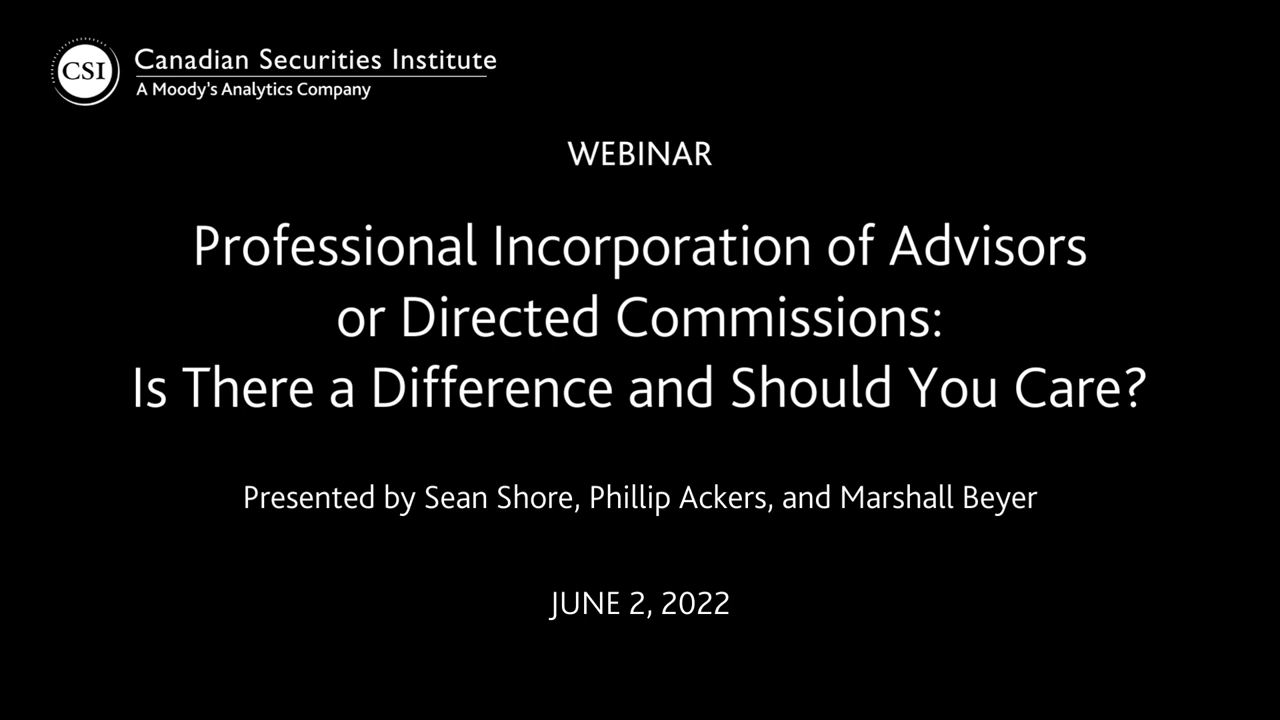 CSI
Canadian Securities Institute
A Moody's Analytics Company
WEBINAR
Professional Incorporation of Advisors
or Directed Commissions:
Is There a Difference and Should You Care?
Presented by Sean Shore, Phillip Ackers, and Marshall Beyer
JUNE 2, 2022